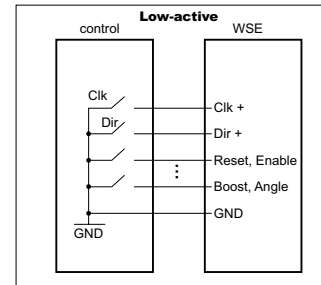 Low-active
control WSE
Clk Clk +
Dir Dir +
Reset, Enable
Boost, Angle
GND
GND